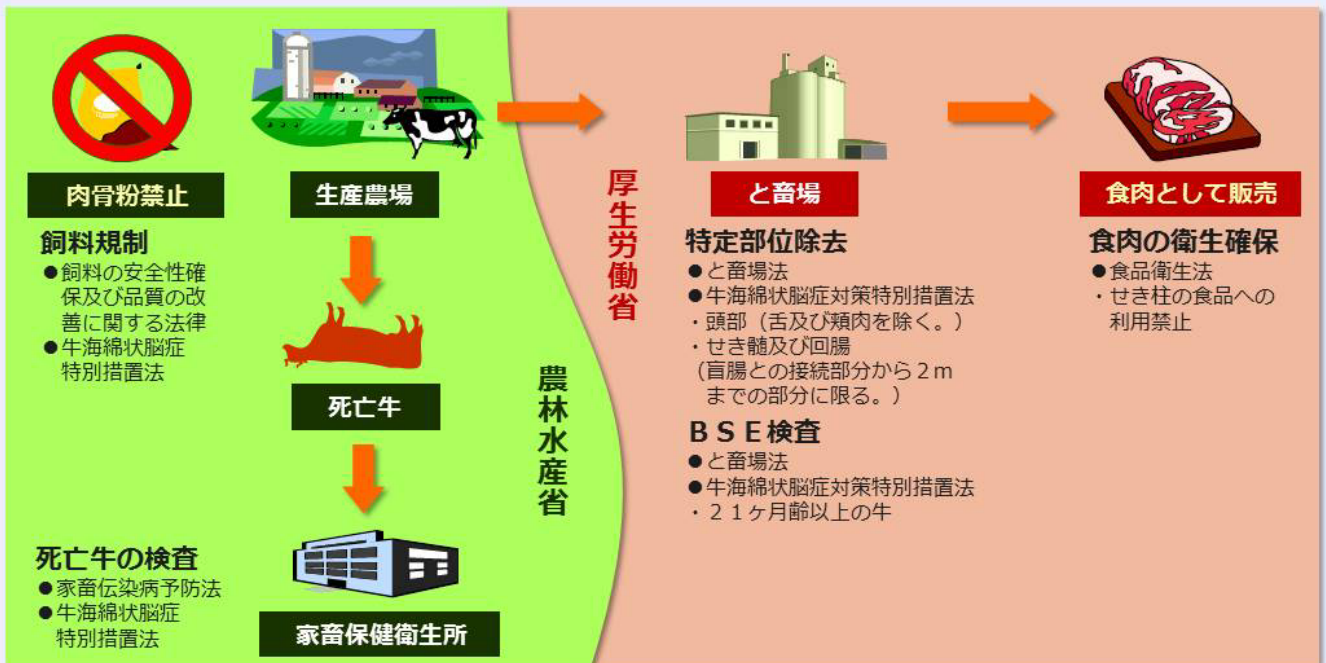 肉骨粉禁止
飼料規制
●飼料の安全性確
保及び品質の改
善に関する法律
●牛海綿状脳症
特別措置法
生産農場
死亡牛
死亡牛の検査
●家畜伝染病予防法
●牛海綿状脳症
特別措置法
家畜保健衛生所
農林水産省
厚生労働省
と畜場
特定部位除去
●と畜場法
●牛海綿状脳症対策特別措置法
・頭部（舌及び頬肉を除く。）
・せき髄及び回腸
（盲腸との接続部分から２ｍ
までの部分に限る。）
ＢＳＥ検査
●と畜場法
●牛海綿状脳症対策特別措置法
・２１ヶ月齢以上の牛
食肉として販売
食肉の衛生確保
●食品衛生法
・せき柱の食品への
利用禁止